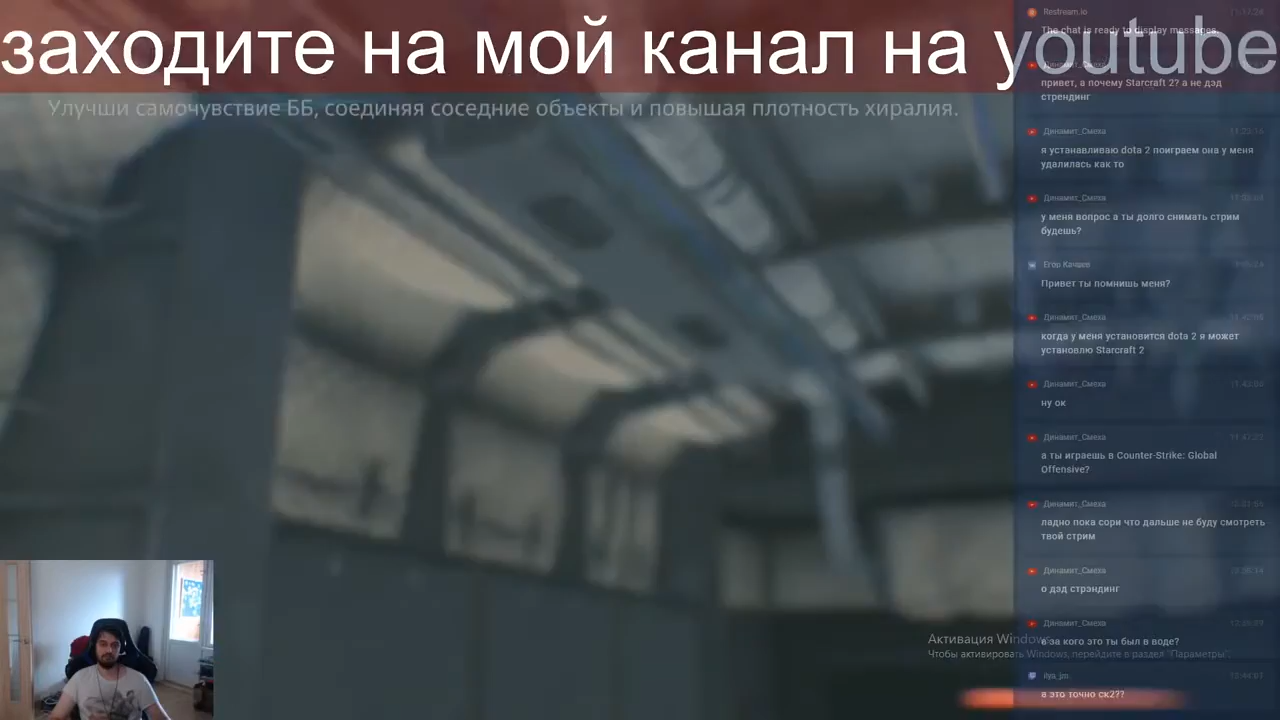 заходите на мой канал на youtube
Улучши самочувствие ББ, соединяя соседние объекты и повышая плотность хиралия.
Restream.io
The chat is ready to display messages.
Динамит_Смеха
привет, а почему Starcraft 2? а не дэд
стрендинг
Динамит_Смеха
я устанавливаю dota 2 поиграем она у меня
удалилась как то
Динамит_Смеха
у меня вопрос а ты долго снимать стрим
будешь?
Егор Качаев
Привет ты помнишь меня?
Динамит_Смеха
когда у меня установится dota 2 я может
установлю Starcraft 2
Динамит_Смеха
ну ок
Динамит_Смеха
а ты играешь в Counter-Strike: Global
Offensive?
Динамит_Смеха
ладно пока сори что дальше не буду смотреть
твой стрим
Динамит_Смеха
о дэд стрэндинг
Динамит_Смеха
в за кого это ты был в воде?
ilya_jm
в это точно ск2??
Активация Windows
Чтобы активировать Windows, перейдите в раздел "Параметры".